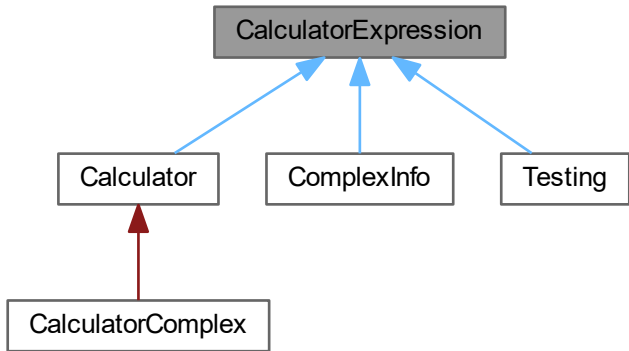 CalculatorExpression
Calculator
ComplexInfo
Testing
CalculatorComplex